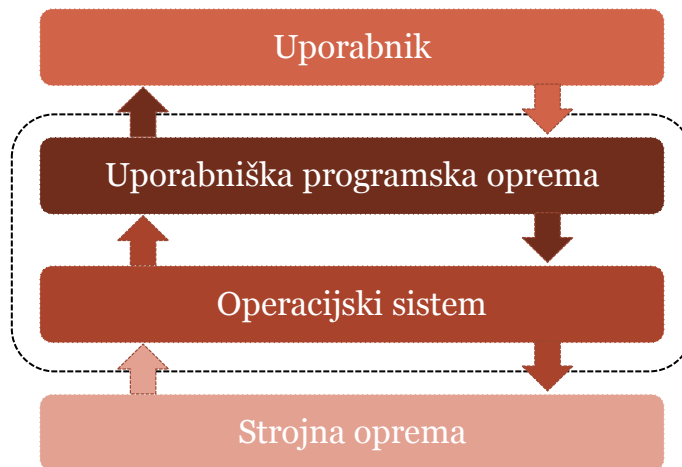 Uporabnik
Uporabniška programska oprema
Operacijski sistem
Strojna oprema